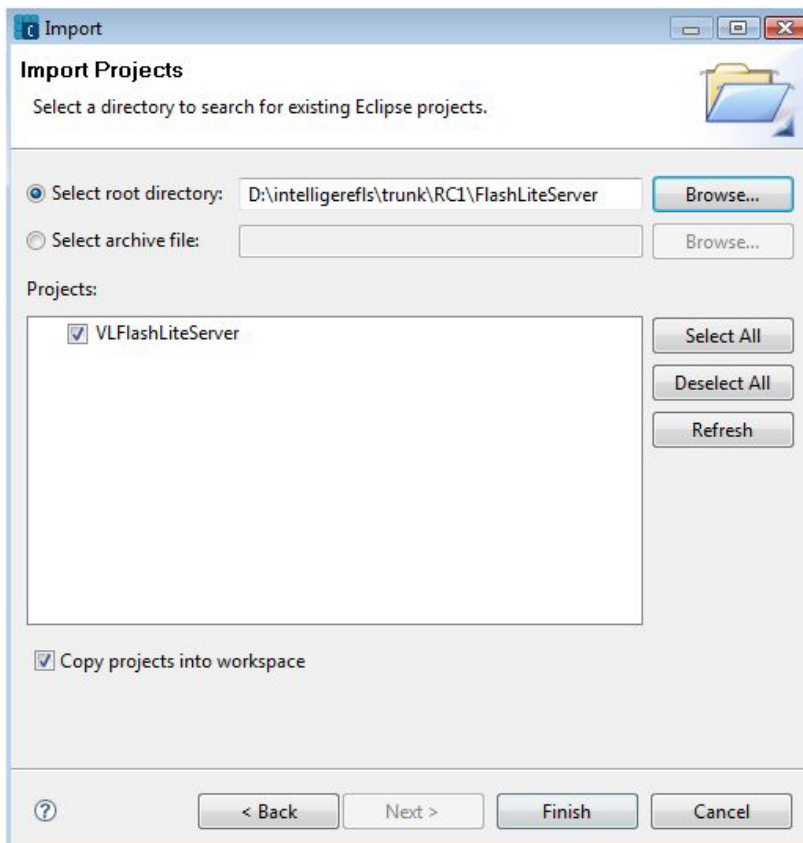 Import
Import Projects
Select a directory to search for existing Eclipse projects.
Select root directory: D:\intelligerefls\trunk\RC1\FlashLiteServer Browse...
Select archive file: Browse...
Projects:
VLFlashLiteServer
Select All
Deselect All
Refresh
Copy projects into workspace
? < Back Next > Finish Cancel